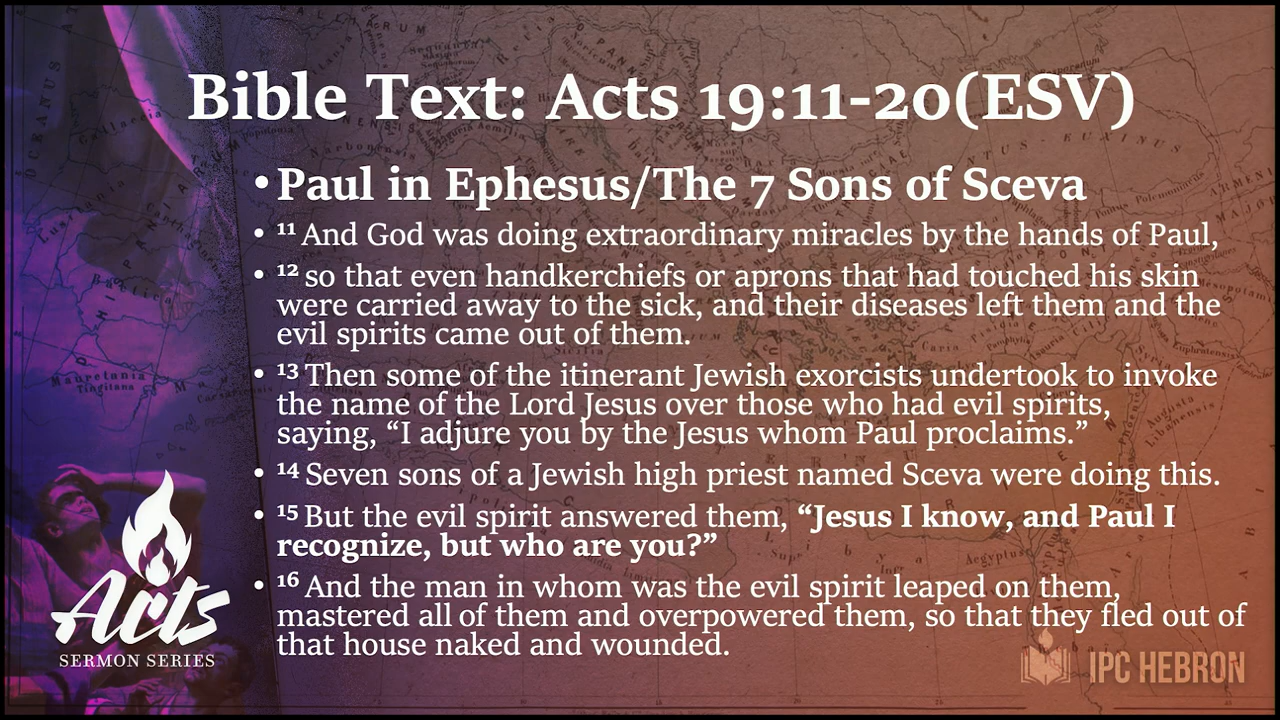 Bible Text: Acts 19:11-20(ESV)
• Paul in Ephesus/The 7 Sons of Sceva
• ¹¹ And God was doing extraordinary miracles by the hands of Paul,
• ¹² so that even handkerchiefs or aprons that had touched his skin
were carried away to the sick, and their diseases left them and the
evil spirits came out of them.
• ¹³ Then some of the itinerant Jewish exorcists undertook to invoke
the name of the Lord Jesus over those who had evil spirits,
saying, “I adjure you by the Jesus whom Paul proclaims.”
• ¹⁴ Seven sons of a Jewish high priest named Sceva were doing this.
• ¹⁵ But the evil spirit answered them, “Jesus I know, and Paul I
recognize, but who are you?”
• ¹⁶ And the man in whom was the evil spirit leaped on them,
mastered all of them and overpowered them, so that they fled out of
that house naked and wounded.
Acts
SERMON SERIES
IPC HEBRON
Mauretania
Tingitana